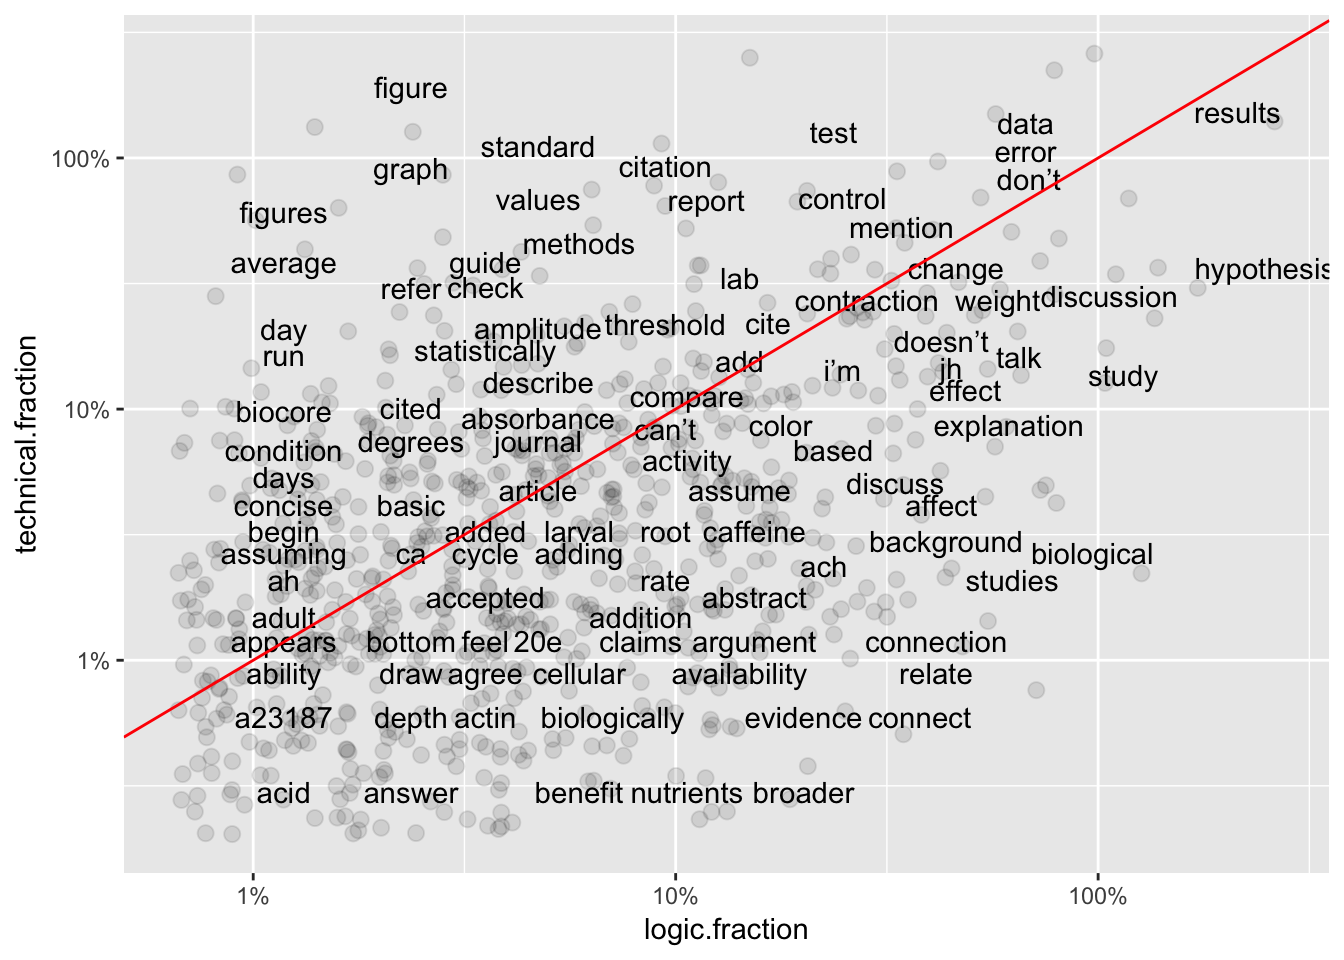 figure
results
data
test
standard
error
citation
graph
don't
values
report
control
figures
mention
methods
average
guide
change
hypothesis
lab
refer
check
contraction
weight
discussion
day
amplitude
threshold
cite
doesn't
run
statistically
add
talk
i'm
jh
study
describe
effect
compare
biocore
cited
absorbance
can't
color
explanation
condition
degrees
journal
activity
based
days
article
assume
discuss
concise
basic
affect
begin
added
larval
root
caffeine
background
assuming
ca
cycle
adding
biological
ach
ah
rate
studies
accepted
abstract
adult
addition
appears
bottom
feel
20e
claims
argument
connection
ability
draw
agree
cellular
availability
relate
a23187
depth
actin
biologically
evidence
connect
acid
answer
benefit
nutrients
broader
100%
10%
1%
technical.fraction
1%
10%
100%
logic.fraction